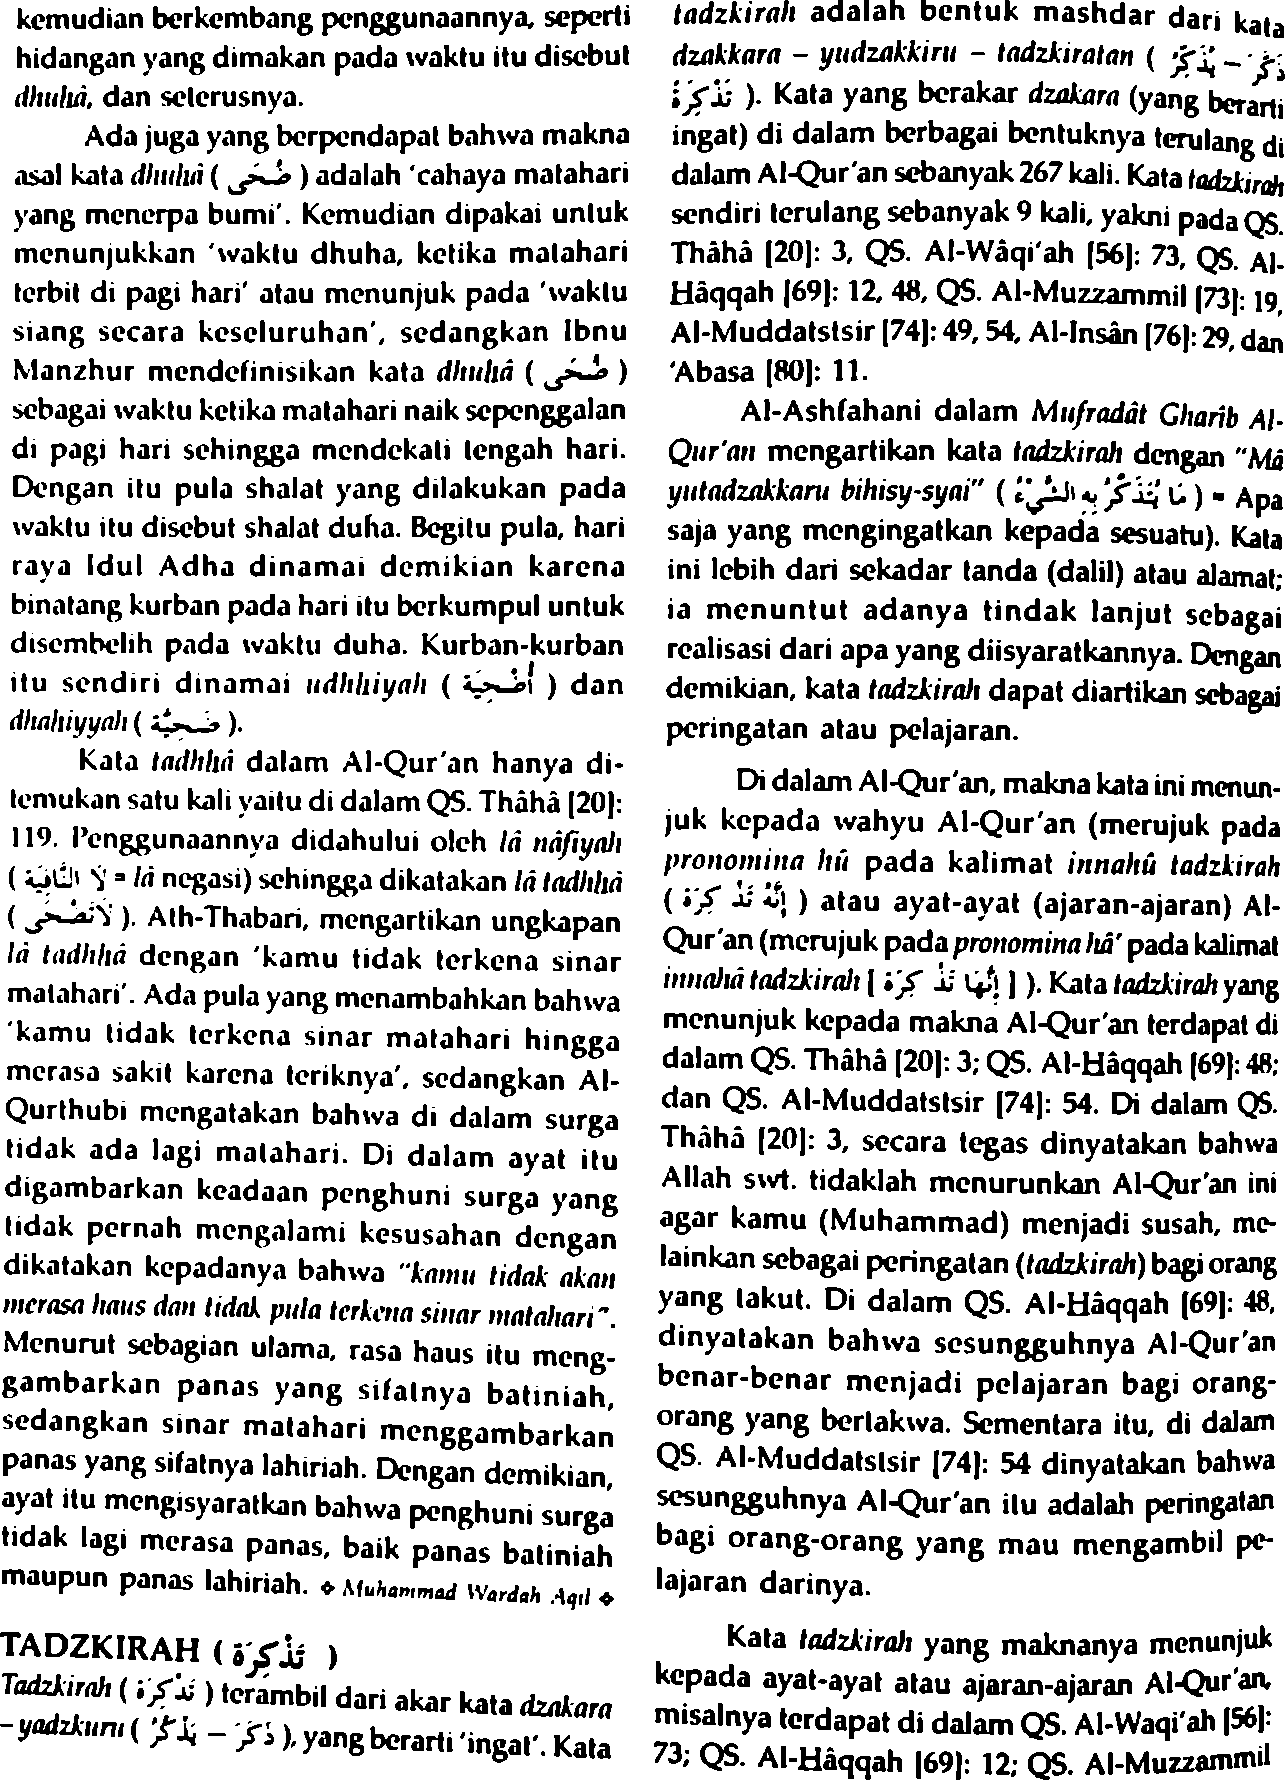 kemudian berkembang penggunaannya, seperti
hidangan yang dimakan pada waktu itu disebut
dhuhâ, dan seterusnya.
Ada juga yang berpendapat bahwa makna
asal kata dhuhâ ( ضُحَى ) adalah 'cahaya matahari
yang menerpa bumi'. Kemudian dipakai untuk
menunjukkan 'waktu dhuha, ketika matahari
terbit di pagi hari' atau menunjuk pada 'waktu
siang secara keseluruhan', sedangkan Ibnu
Manzhur mendefinisikan kata dhuhâ ( ضُحَى )
sebagai waktu ketika matahari naik sepenggalan
di pagi hari sehingga mendekati tengah hari.
Dengan itu pula shalat yang dilakukan pada
waktu itu disebut shalat duha. Begitu pula, hari
raya Idul Adha dinamai demikian karena
binatang kurban pada hari itu berkumpul untuk
disembelih pada waktu duha. Kurban-kurban
itu sendiri dinamai udhhiyah ( أُضْحِيَة ) dan
dhahiyyah ( ضَحِيَّة ).
Kata tadhhâ dalam Al-Qur'an hanya di-
temukan satu kali yaitu di dalam QS. Thâhâ [20]:
119. Penggunaannya didahului oleh lâ nâfiyah
( لاَ النَّافِيَة = lâ negasi) sehingga dikatakan lâ tadhhâ
( لاَتَضْحَى ). Ath-Thabari, mengartikan ungkapan
lâ tadhhâ dengan 'kamu tidak terkena sinar
matahari'. Ada pula yang menambahkan bahwa
'kamu tidak terkena sinar matahari hingga
merasa sakit karena teriknya', sedangkan Al-
Qurthubi mengatakan bahwa di dalam surga
tidak ada lagi matahari. Di dalam ayat itu
digambarkan keadaan penghuni surga yang
tidak pernah mengalami kesusahan dengan
dikatakan kepadanya bahwa "kamu tidak akan
merasa haus dan tidak pula terkena sinar matahari".
Menurut sebagian ulama, rasa haus itu meng-
gambarkan panas yang sifatnya batiniah,
sedangkan sinar matahari menggambarkan
panas yang sifatnya lahiriah. Dengan demikian,
ayat itu mengisyaratkan bahwa penghuni surga
tidak lagi merasa panas, baik panas batiniah
maupun panas lahiriah. ❖ Muhammad Wardah Aqil ❖
TADZKIRAH ( تَذْكِرَة )
Tadzkirah ( تَذْكِرَة ) terambil dari akar kata dzakara
– yadzkuru ( ذَكَرَ – يَذْكُرُ ), yang berarti 'ingat'. Kata
tadzkirah adalah bentuk mashdar dari kata
dzakkara – yudzakkiru – tadzkiratan ( ذَكَّرَ – يُذَكِّرُ
تَذْكِرَةً ). Kata yang berakar dzakara (yang berarti
ingat) di dalam berbagai bentuknya terulang di
dalam Al-Qur'an sebanyak 267 kali. Kata tadzkirah
sendiri terulang sebanyak 9 kali, yakni pada QS.
Thâhâ [20]: 3, QS. Al-Wâqi'ah [56]: 73, QS. Al-
Hâqqah [69]: 12, 48, QS. Al-Muzzammil [73]: 19,
Al-Muddatstsir [74]: 49, 54, Al-Insân [76]: 29, dan
'Abasa [80]: 11.
Al-Ashfahani dalam Mufradât Gharîb Al-
Qur'an mengartikan kata tadzkirah dengan "Mâ
yutadzakkaru bihisy-syai" ( مَا يُتَذَكَّرُ بِهِ الشَّيْءُ ) = Apa
saja yang mengingatkan kepada sesuatu). Kata
ini lebih dari sekadar tanda (dalil) atau alamat;
ia menuntut adanya tindak lanjut sebagai
realisasi dari apa yang diisyaratkannya. Dengan
demikian, kata tadzkirah dapat diartikan sebagai
peringatan atau pelajaran.
Di dalam Al-Qur'an, makna kata ini menun-
juk kepada wahyu Al-Qur'an (merujuk pada
pronomina hû pada kalimat innahû tadzkirah
( إِنَّهُ تَذْ كِرَة ) atau ayat-ayat (ajaran-ajaran) Al-
Qur'an (merujuk pada pronomina hâ' pada kalimat
innahâ tadzkirah [ إِنَّهَا تَذْ كِرَة ] ). Kata tadzkirah yang
menunjuk kepada makna Al-Qur'an terdapat di
dalam QS. Thâhâ [20]: 3; QS. Al-Hâqqah [69]: 48;
dan QS. Al-Muddatstsir [74]: 54. Di dalam QS.
Thâhâ [20]: 3, secara tegas dinyatakan bahwa
Allah swt. tidaklah menurunkan Al-Qur'an ini
agar kamu (Muhammad) menjadi susah, me-
lainkan sebagai peringatan (tadzkirah) bagi orang
yang takut. Di dalam QS. Al-Hâqqah [69]: 48,
dinyatakan bahwa sesungguhnya Al-Qur'an
benar-benar menjadi pelajaran bagi orang-
orang yang bertakwa. Sementara itu, di dalam
QS. Al-Muddatstsir [74]: 54 dinyatakan bahwa
sesungguhnya Al-Qur'an itu adalah peringatan
bagi orang-orang yang mau mengambil pe-
lajaran darinya.
Kata tadzkirah yang maknanya menunjuk
kepada ayat-ayat atau ajaran-ajaran Al-Qur'an,
misalnya terdapat di dalam QS. Al-Waqi'ah [56]:
73; QS. Al-Hâqqah [69]: 12; QS. Al-Muzzammil